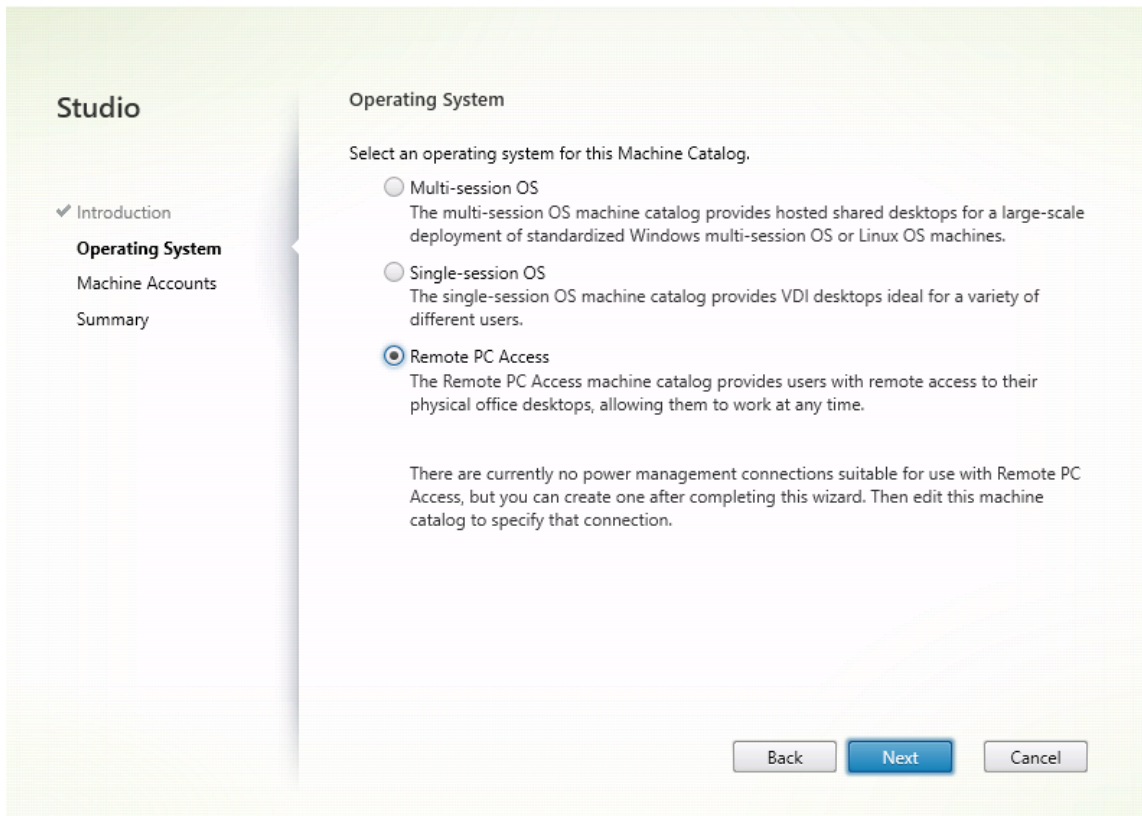 Studio
Introduction
Operating System
Machine Accounts
Summary
Operating System
Select an operating system for this Machine Catalog.
Multi-session OS
The multi-session OS machine catalog provides hosted shared desktops for a large-scale
deployment of standardized Windows multi-session OS or Linux OS machines.
Single-session OS
The single-session OS machine catalog provides VDI desktops ideal for a variety of
different users.
Remote PC Access
The Remote PC Access machine catalog provides users with remote access to their
physical office desktops, allowing them to work at any time.
There are currently no power management connections suitable for use with Remote PC
Access, but you can create one after completing this wizard. Then edit this machine
catalog to specify that connection.
Back
Next
Cancel